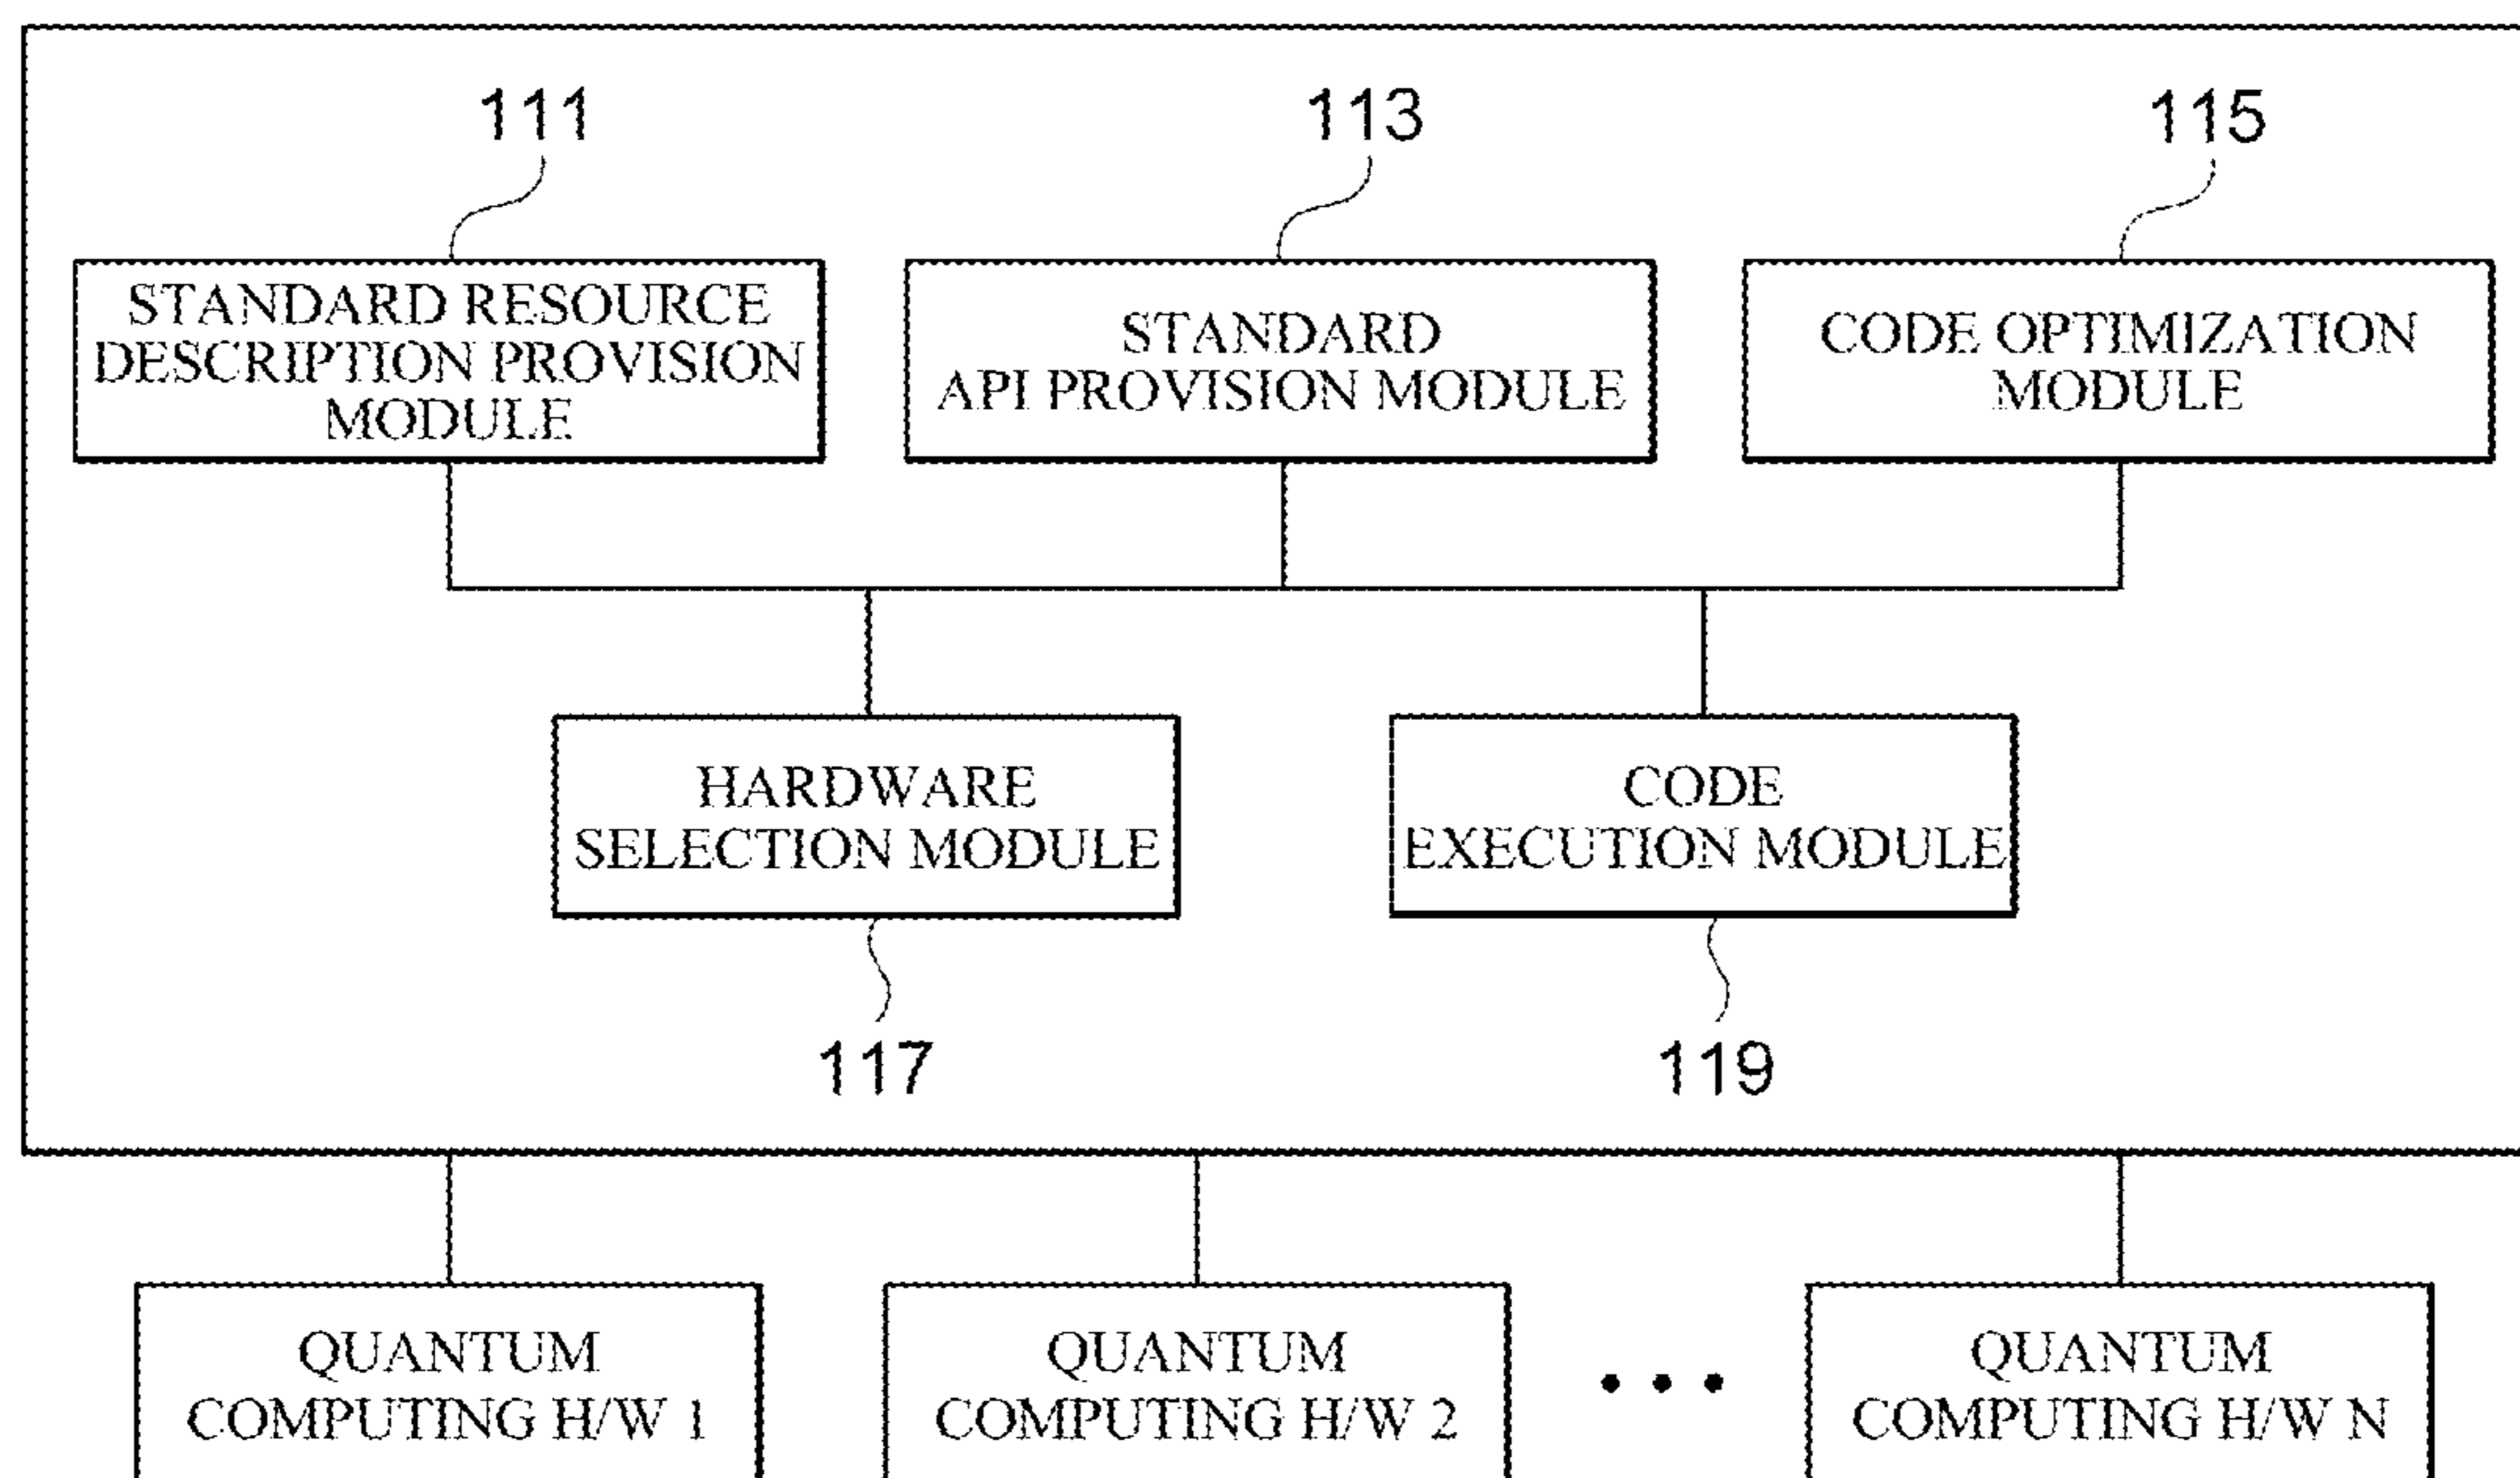 111
113
115
STANDARD RESOURCE
DESCRIPTION PROVISION
MODULE
STANDARD
API PROVISION MODULE
CODE OPTIMIZATION
MODULE
HARDWARE
SELECTION MODULE
CODE
EXECUTION MODULE
117
119
QUANTUM
COMPUTING H/W 1
QUANTUM
COMPUTING H/W 2
• • •
QUANTUM
COMPUTING H/W N